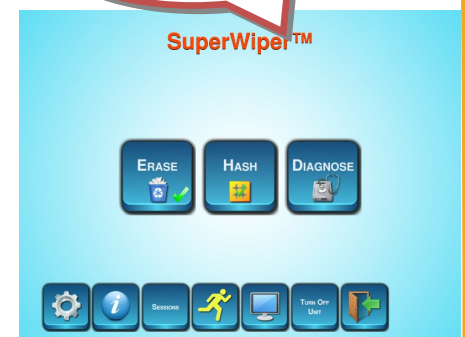 SuperWiper™
ERASE
HASH
DIAGNOSE
SESSIONS
TURN OFF
UNIT